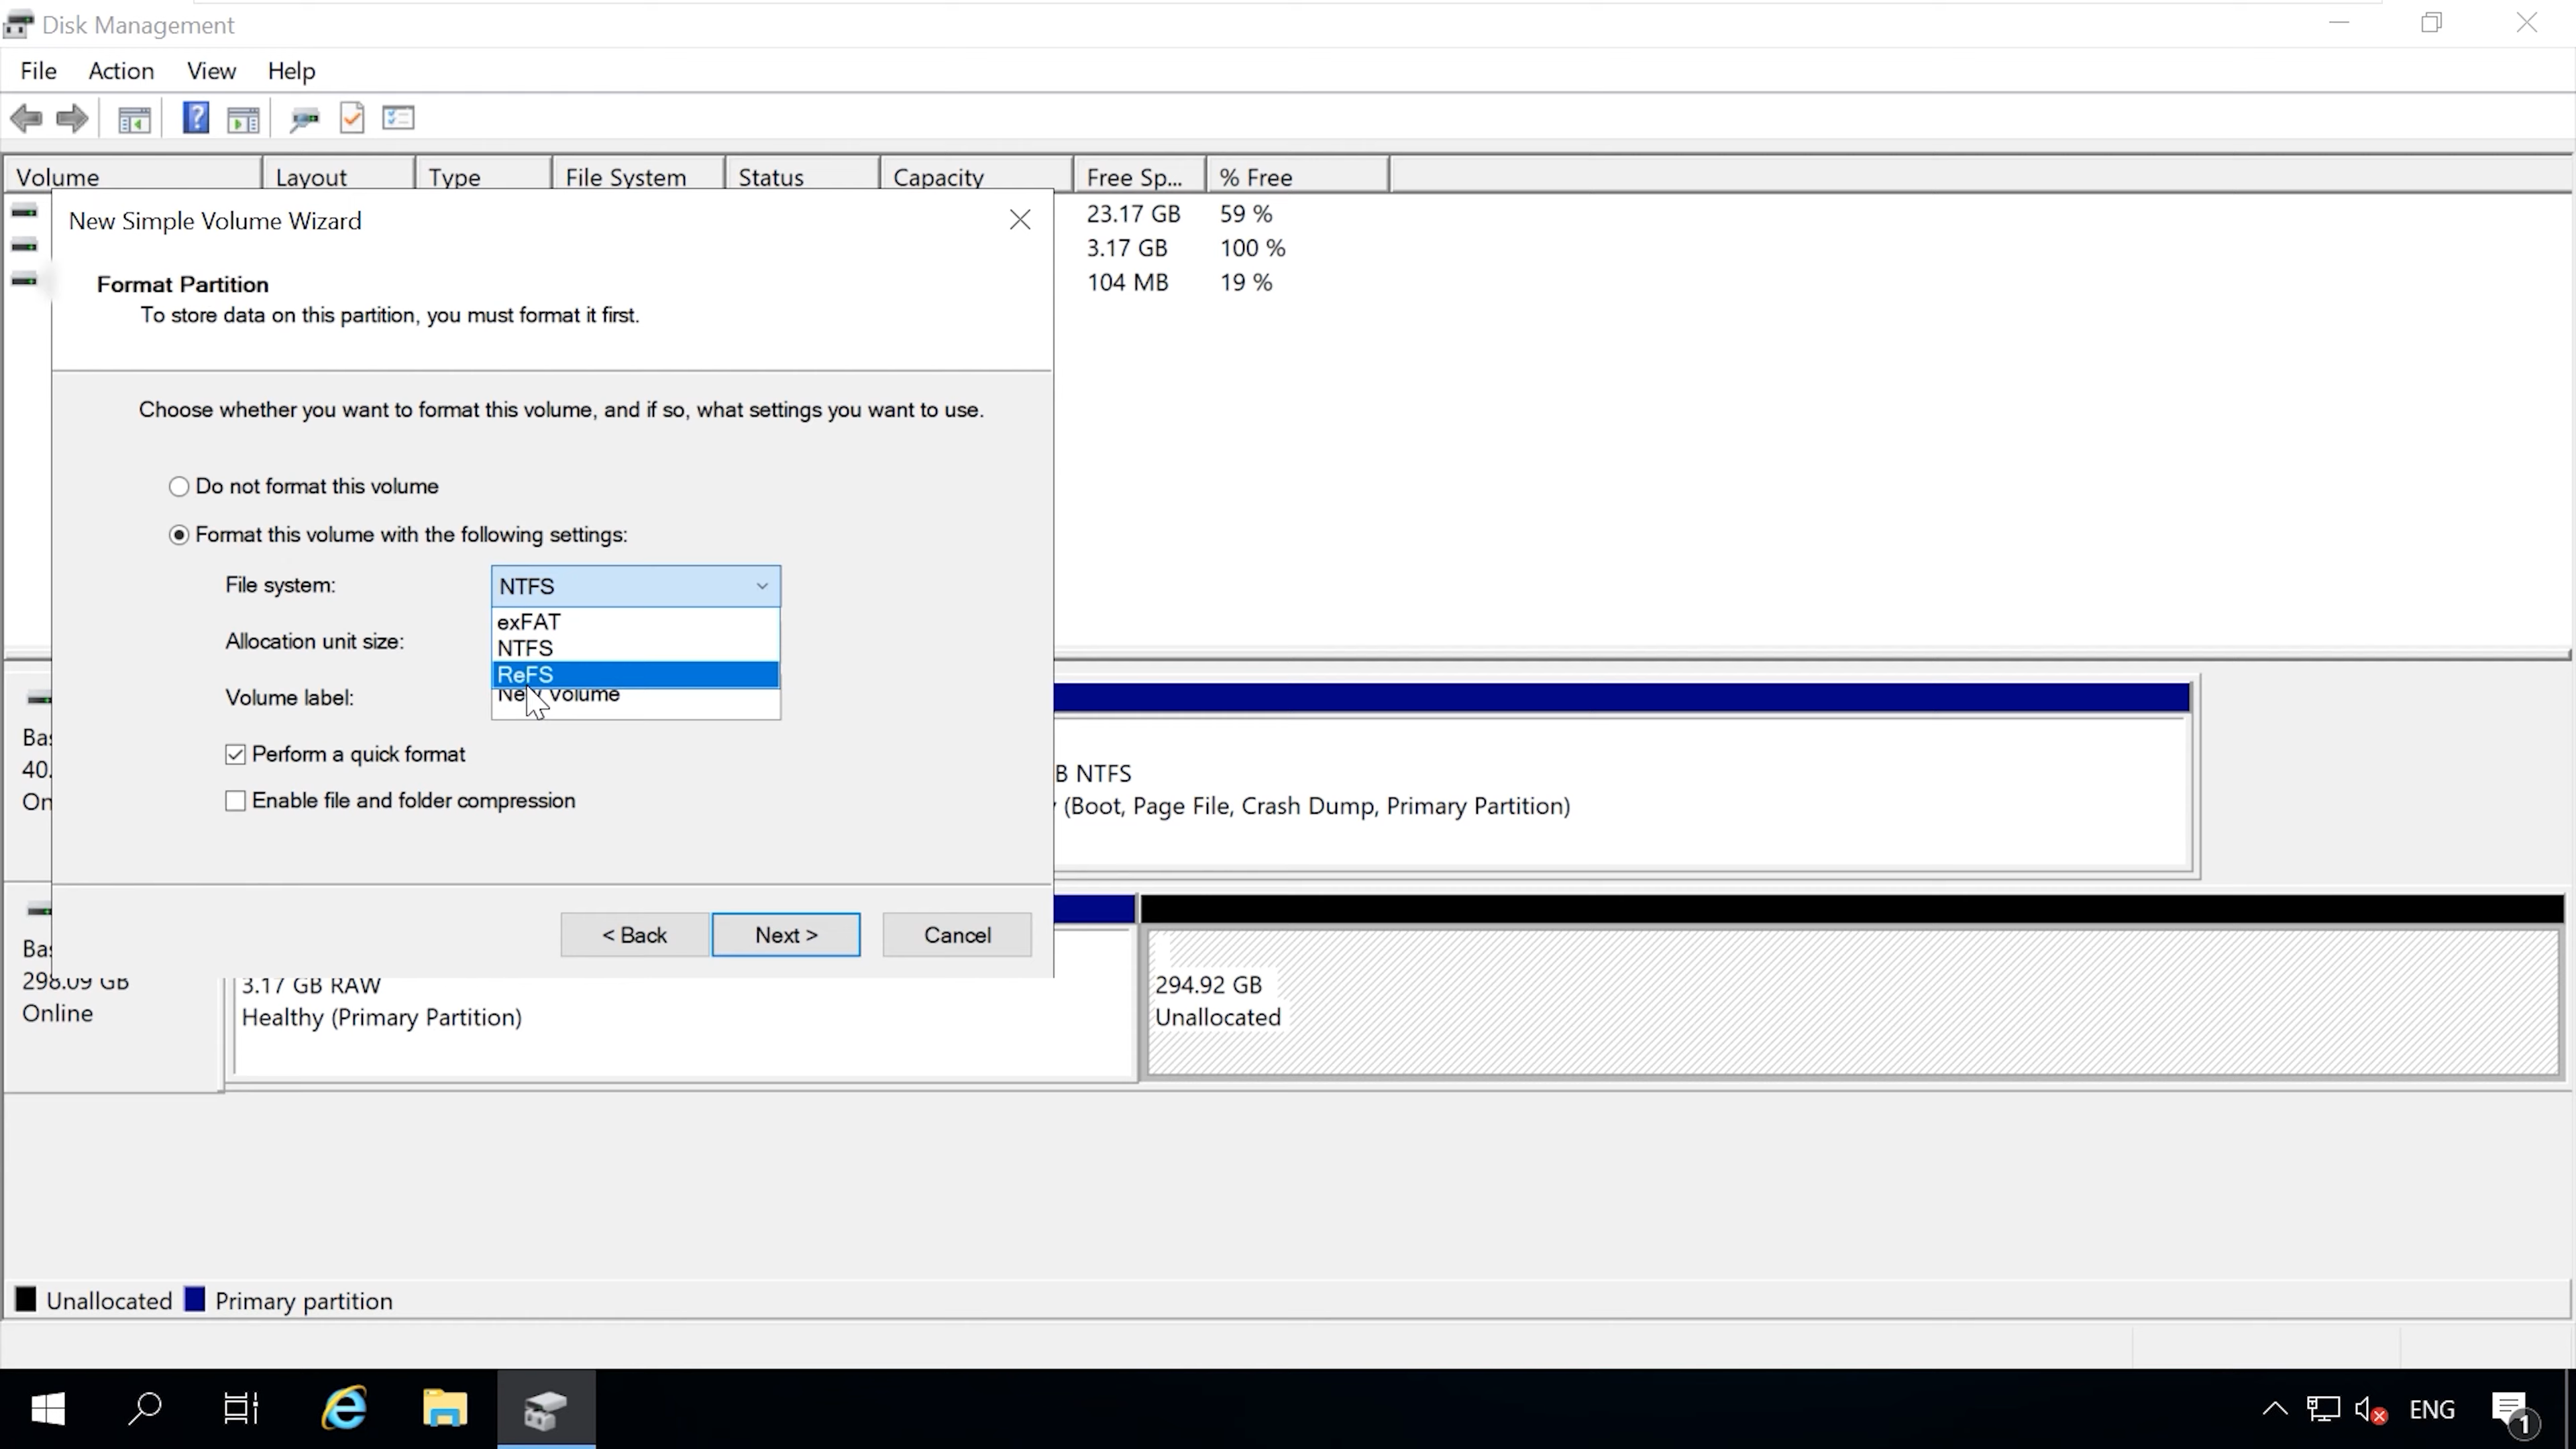 Disk Management
File Action View Help
Volume Layout Type File System Status Capacity Free Sp... % Free
23.17 GB 59 %
3.17 GB 100 %
104 MB 19 %
New Simple Volume Wizard
Format Partition
To store data on this partition, you must format it first.
Choose whether you want to format this volume, and if so, what settings you want to use.
Do not format this volume
Format this volume with the following settings:
File system: NTFS
exFAT
NTFS
ReFS
Allocation unit size:
Volume label: New Volume
Perform a quick format
Enable file and folder compression
< Back Next > Cancel
B NTFS
(Boot, Page File, Crash Dump, Primary Partition)
40.
298.09 GB
Online
3.17 GB RAW
Healthy (Primary Partition)
294.92 GB
Unallocated
Unallocated Primary partition
ENG
1